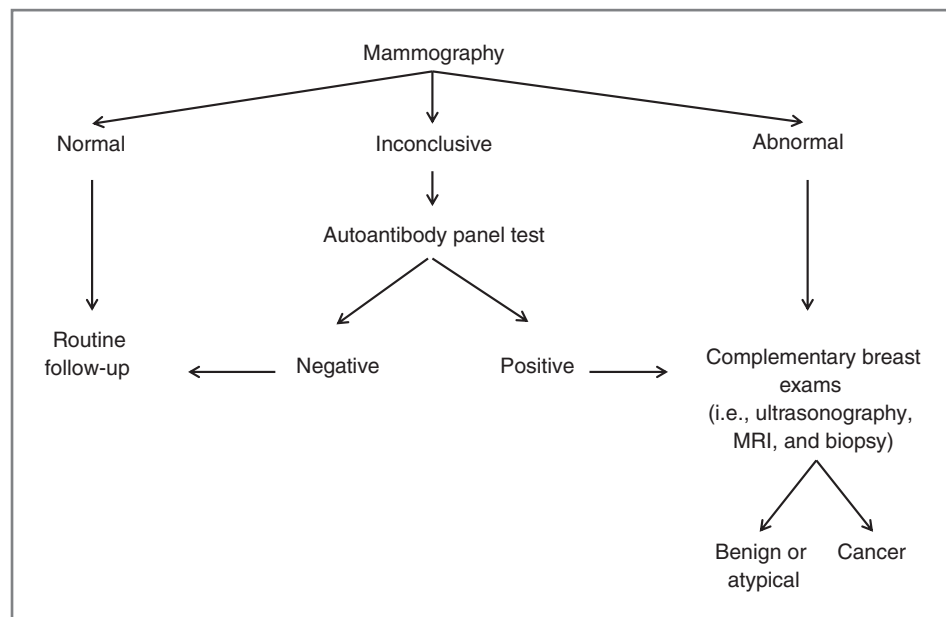 Mammography
Normal
Inconclusive
Abnormal
Autoantibody panel test
Routine
follow-up
Negative
Positive
Complementary breast
exams
(i.e., ultrasonography,
MRI, and biopsy)
Benign or
atypical
Cancer